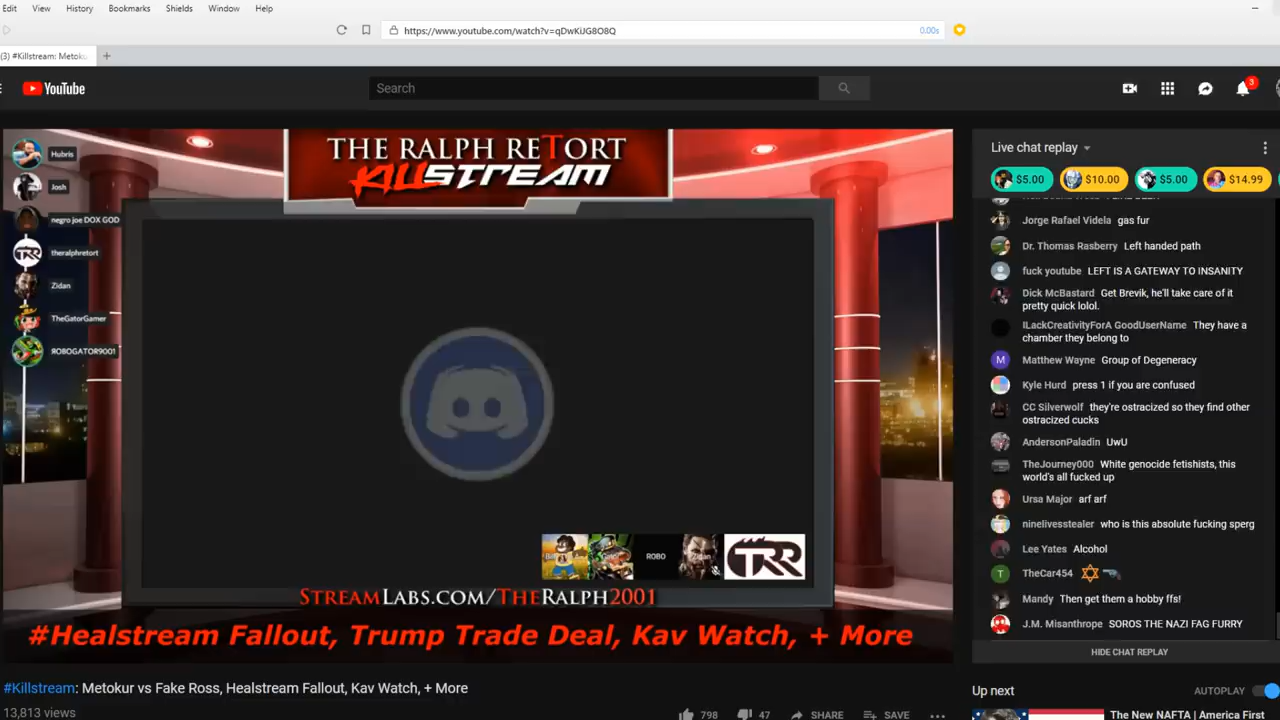 Edit View History Bookmarks Shields Window Help
https://www.youtube.com/watch?v=qDwKiJG8O8Q 0.00s
(3) #Killstream: Metoku
YouTube
Search
3
THE RALPH RETORT
KILLSTREAM
Hubris
Josh
negro joe DOX GOD
theralphretort
Zidan
TheGatorGamer
ROBOGATOR9001
ROBO
Zidan
TRR
STREAMLABS.COM/THERALPH2001
#Healstream Fallout, Trump Trade Deal, Kav Watch, + More
#Killstream: Metokur vs Fake Ross, Healstream Fallout, Kav Watch, + More
13,813 views
798 47 SHARE SAVE
Live chat replay
$5.00 $10.00 $5.00 $14.99
Jorge Rafael Videla gas fur
Dr. Thomas Rasberry Left handed path
fuck youtube LEFT IS A GATEWAY TO INSANITY
Dick McBastard Get Brevik, he'll take care of it
pretty quick lolol.
ILackCreativityForA GoodUserName They have a
chamber they belong to
M Matthew Wayne Group of Degeneracy
Kyle Hurd press 1 if you are confused
CC Silverwolf they're ostracized so they find other
ostracized cucks
AndersonPaladin UwU
TheJourney000 White genocide fetishists, this
world's all fucked up
Ursa Major arf arf
ninelivesstealer who is this absolute fucking sperg
Lee Yates Alcohol
T TheCar454
Mandy Then get them a hobby ffs!
J.M. Misanthrope SOROS THE NAZI FAG FURRY
HIDE CHAT REPLAY
Up next AUTOPLAY
The New NAFTA | America First